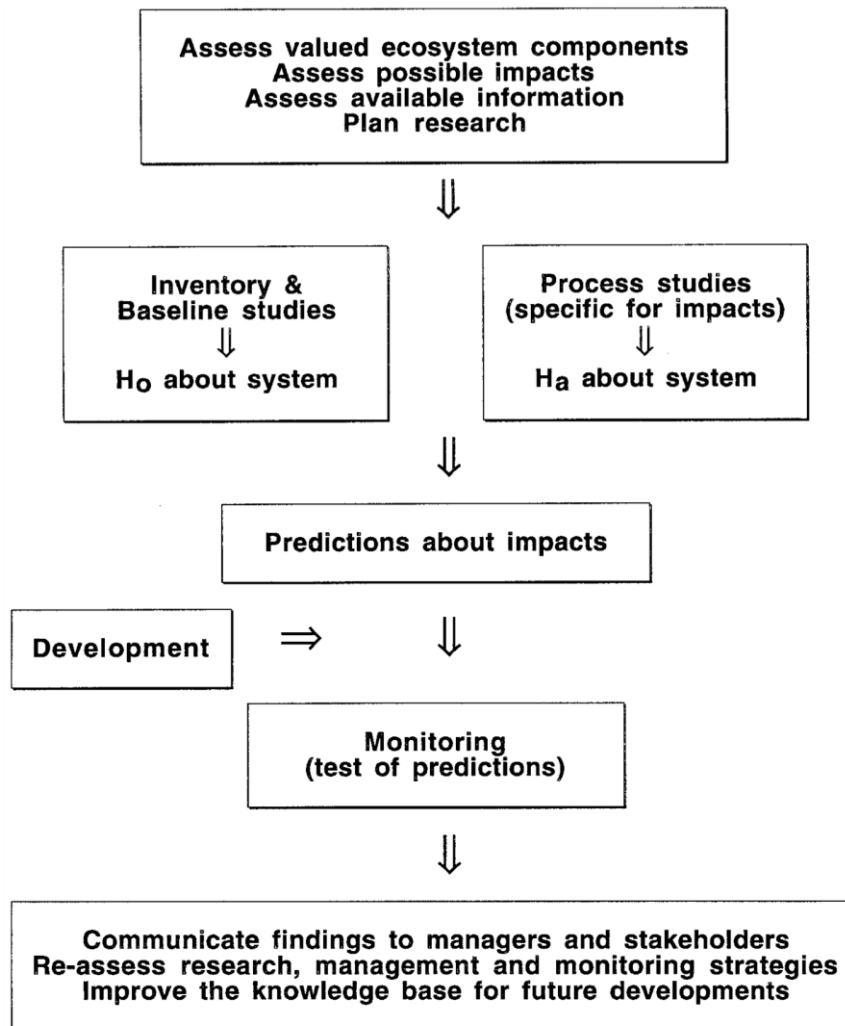 Assess valued ecosystem components
Assess possible impacts
Assess available information
Plan research
⇓
Inventory &
Baseline studies
⇓
Ho about system
Process studies
(specific for impacts)
⇓
Ha about system
⇓
Predictions about impacts
Development ⇒ ⇓
Monitoring
(test of predictions)
⇓
Communicate findings to managers and stakeholders
Re-assess research, management and monitoring strategies
Improve the knowledge base for future developments